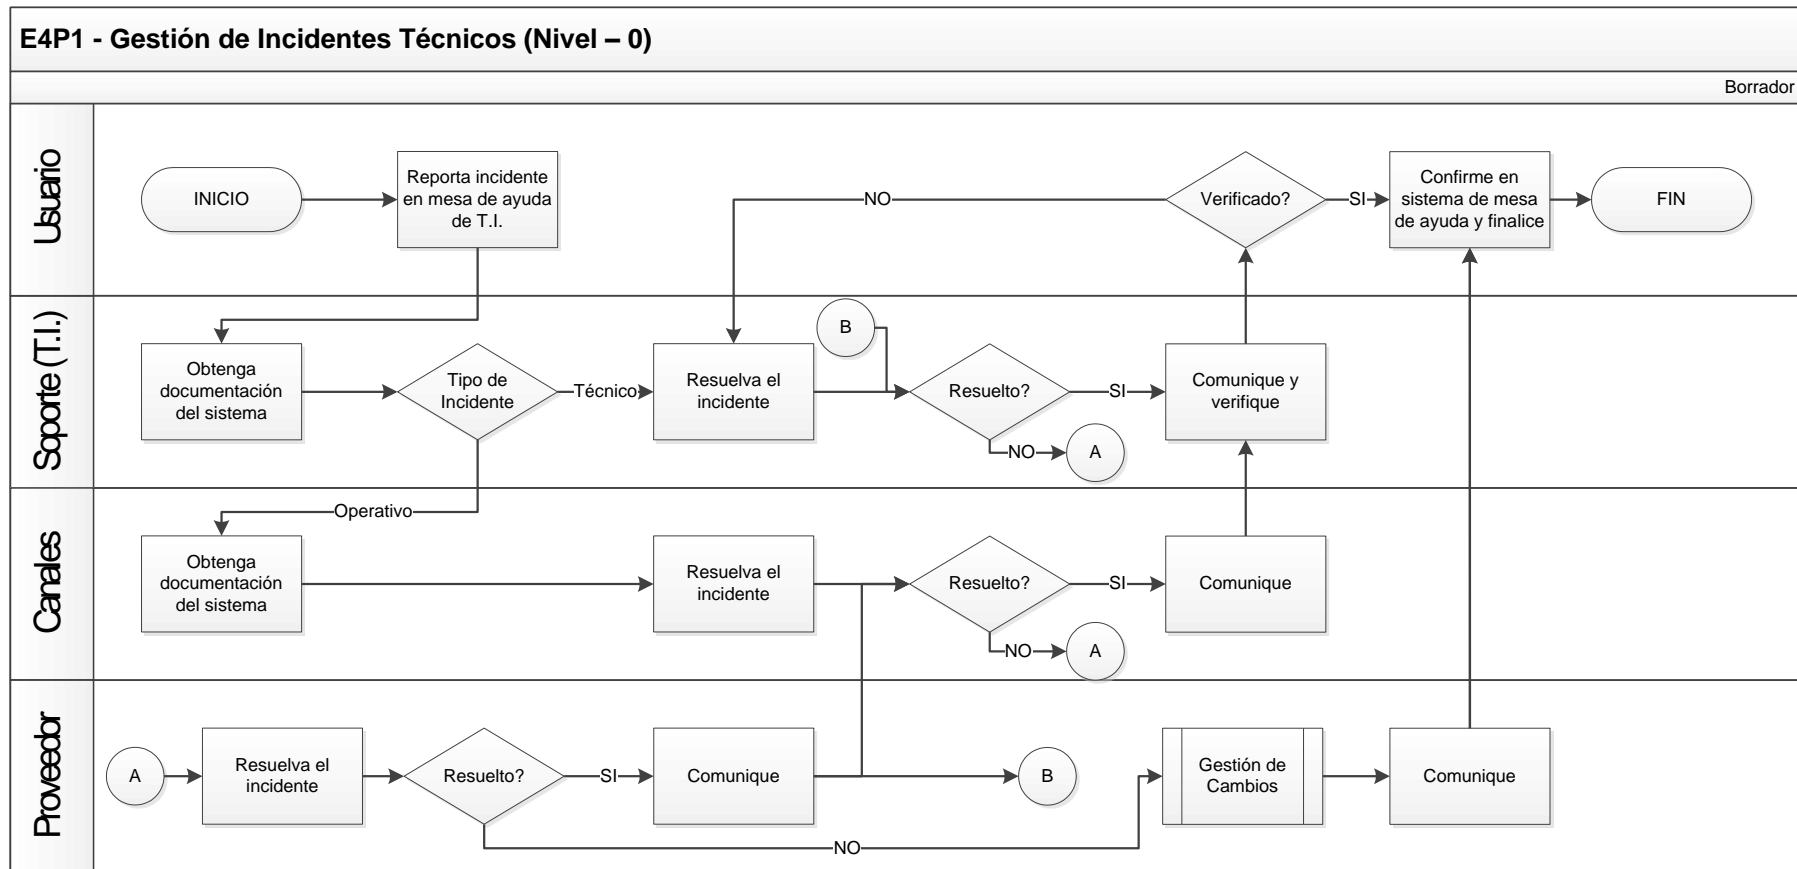 E4P1 - Gestión de Incidentes Técnicos (Nivel – 0)
Borrador
Usuario
INICIO
Reporta incidente
en mesa de ayuda
de T.I.
NO
Verificado?
SI
Confirme en
sistema de mesa
de ayuda y finalice
FIN
Soporte (T.I.)
Obtenga
documentación
del sistema
Tipo de
Incidente
Técnico
Resuelva el
incidente
B
Resuelto?
SI
NO
A
Comunique y
verifique
Canales
Operativo
Obtenga
documentación
del sistema
Resuelva el
incidente
Resuelto?
SI
NO
A
Comunique
Proveedor
A
Resuelva el
incidente
Resuelto?
SI
Comunique
B
NO
Gestión de
Cambios
Comunique